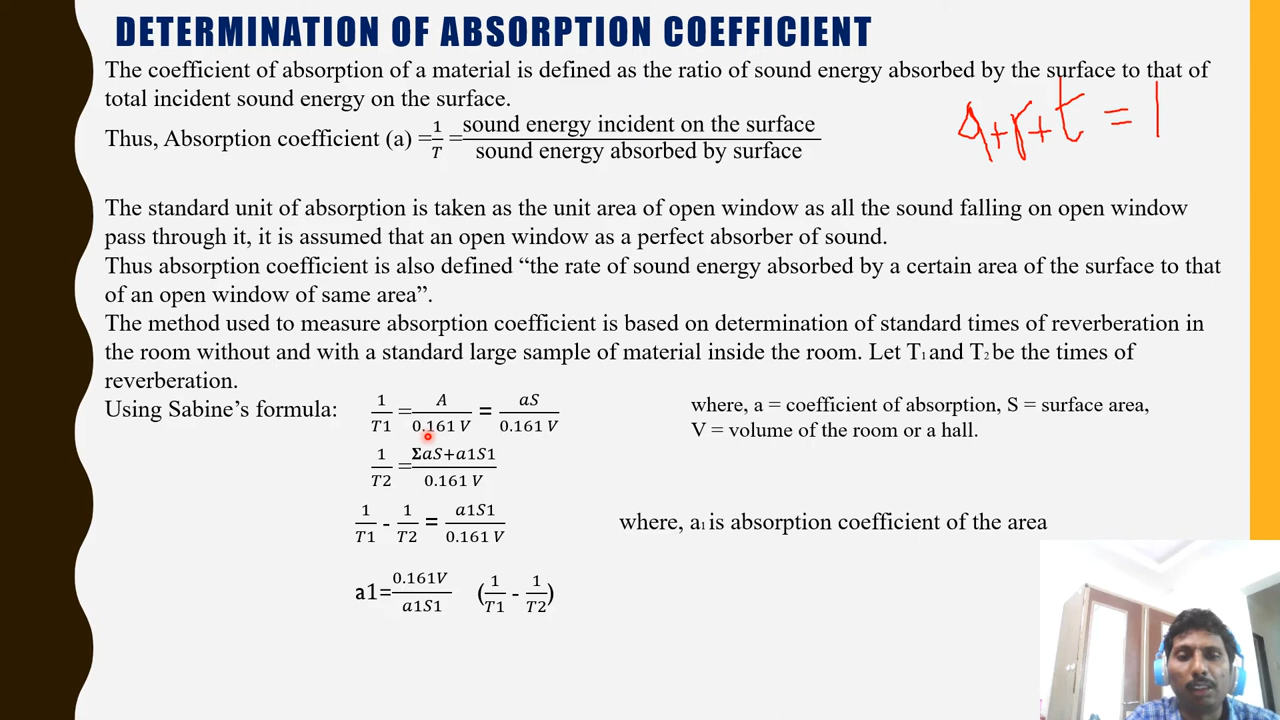 DETERMINATION OF ABSORPTION COEFFICIENT
The coefficient of absorption of a material is defined as the ratio of sound energy absorbed by the surface to that of
total incident sound energy on the surface.
a+r+t = 1
Thus, Absorption coefficient (a) = 1/T = sound energy incident on the surface / sound energy absorbed by surface
The standard unit of absorption is taken as the unit area of open window as all the sound falling on open window
pass through it, it is assumed that an open window as a perfect absorber of sound.
Thus absorption coefficient is also defined “the rate of sound energy absorbed by a certain area of the surface to that
of an open window of same area”.
The method used to measure absorption coefficient is based on determination of standard times of reverberation in
the room without and with a standard large sample of material inside the room. Let T1 and T2 be the times of
reverberation.
Using Sabine’s formula: 1/T1 = A/0.161 V = aS/0.161 V
where, a = coefficient of absorption, S = surface area,
V = volume of the room or a hall.
1/T2 = ΣaS+a1S1/0.161 V
1/T1 - 1/T2 = a1S1/0.161 V where, a1 is absorption coefficient of the area
a1= 0.161V/a1S1 (1/T1 - 1/T2)